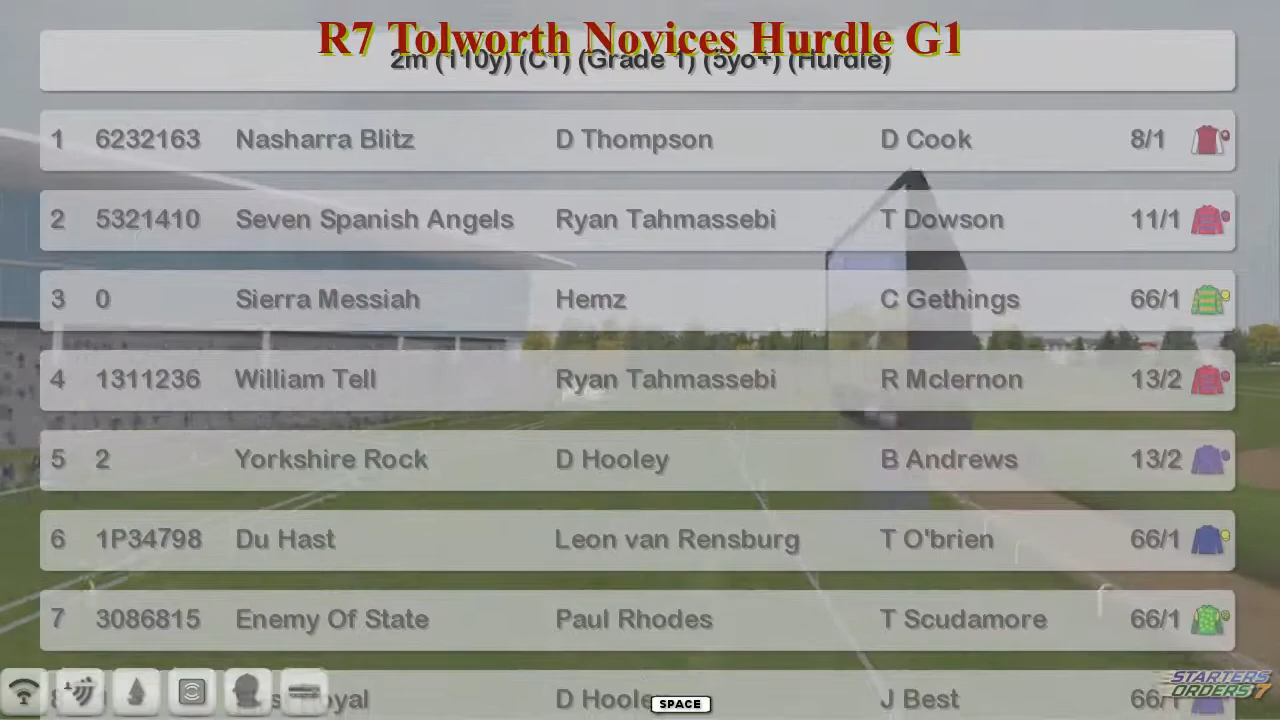 R7 Tolworth Novices Hurdle G1
2m (110y) (C1) (Grade 1) (5yo+) (Hurdle)
1 6232163 Nasharra Blitz D Thompson D Cook 8/1
2 5321410 Seven Spanish Angels Ryan Tahmassebi T Dowson 11/1
3 0 Sierra Messiah Hemz C Gethings 66/1
4 1311236 William Tell Ryan Tahmassebi R Mclernon 13/2
5 2 Yorkshire Rock D Hooley B Andrews 13/2
6 1P34798 Du Hast Leon van Rensburg T O'brien 66/1
7 3086815 Enemy Of State Paul Rhodes T Scudamore 66/1
8 D J Best 66/1
SPACE
STARTERS ORDERS 7